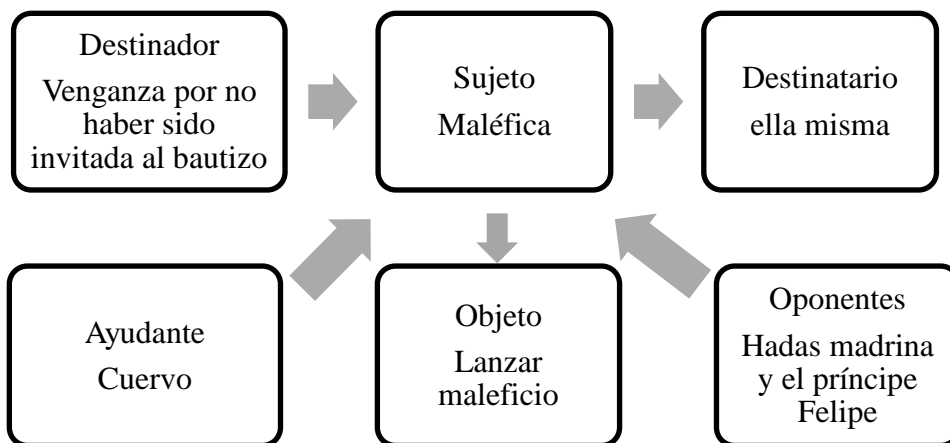 Destinador
Venganza por no
haber sido
invitada al bautizo
Sujeto
Maléfica
Destinatario
ella misma
Ayudante
Cuervo
Objeto
Lanzar
maleficio
Oponentes
Hadas madrina
y el príncipe
Felipe